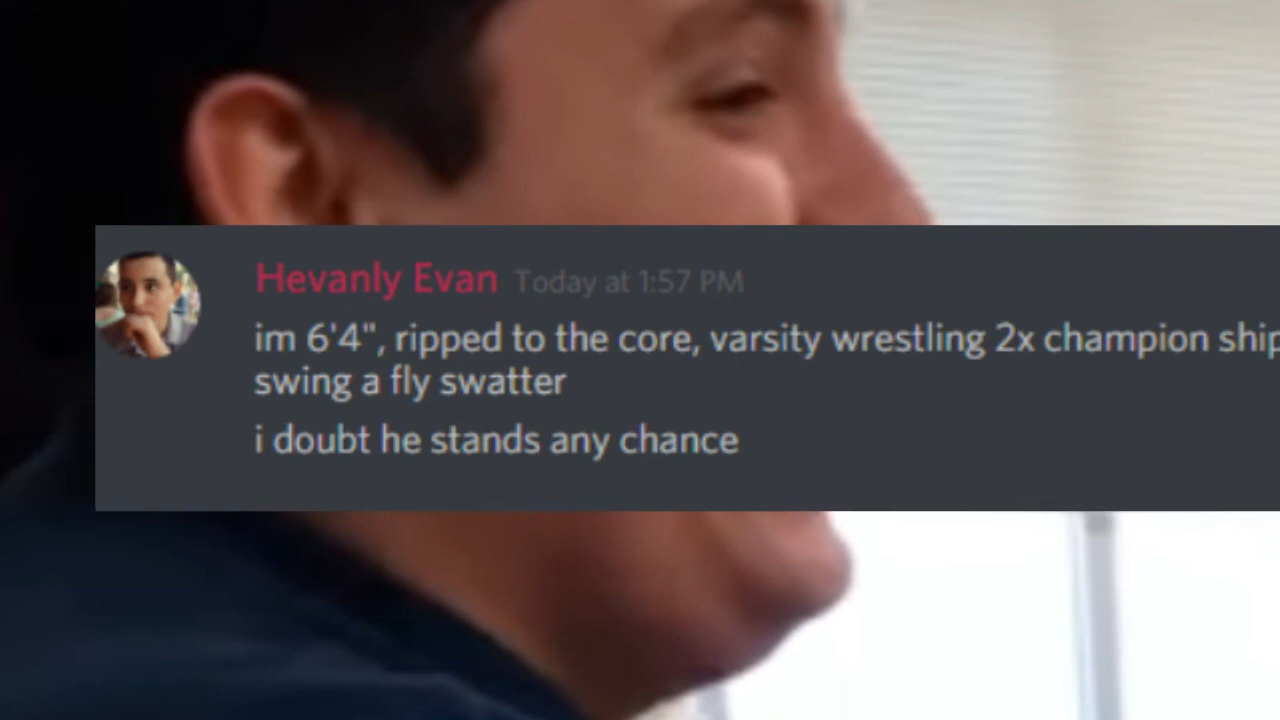 Hevanly Evan Today at 1:57 PM
im 6'4", ripped to the core, varsity wrestling 2x champion ship
swing a fly swatter
i doubt he stands any chance